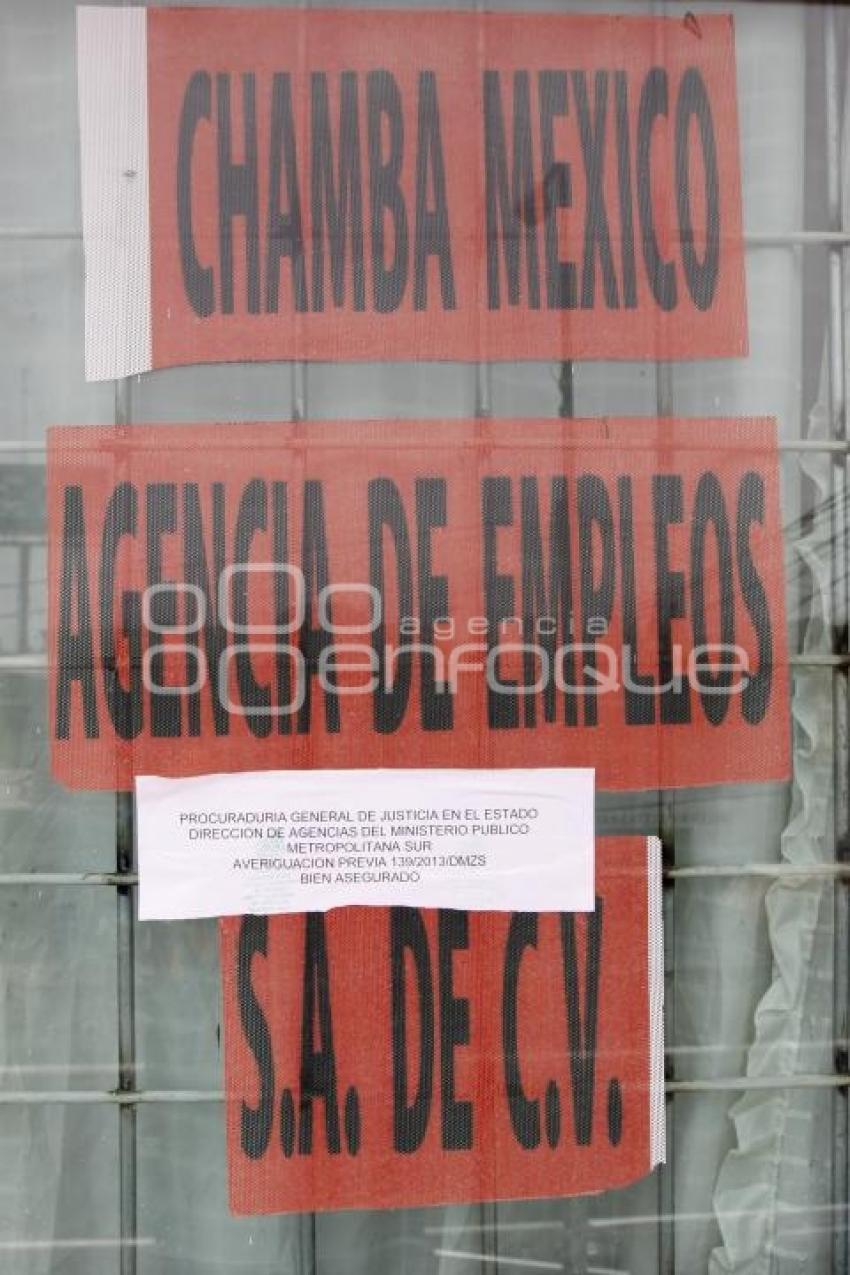 CHAMBA MEXICO
AGENCIA DE EMPLEOS
agencia
enfoque
PROCURADURIA GENERAL DE JUSTICIA EN EL ESTADO
DIRECCION DE AGENCIAS DEL MINISTERIO PUBLICO
METROPOLITANA SUR
AVERIGUACION PREVIA 139/2013/DMZS
BIEN ASEGURADO
S.A. DE C.V.